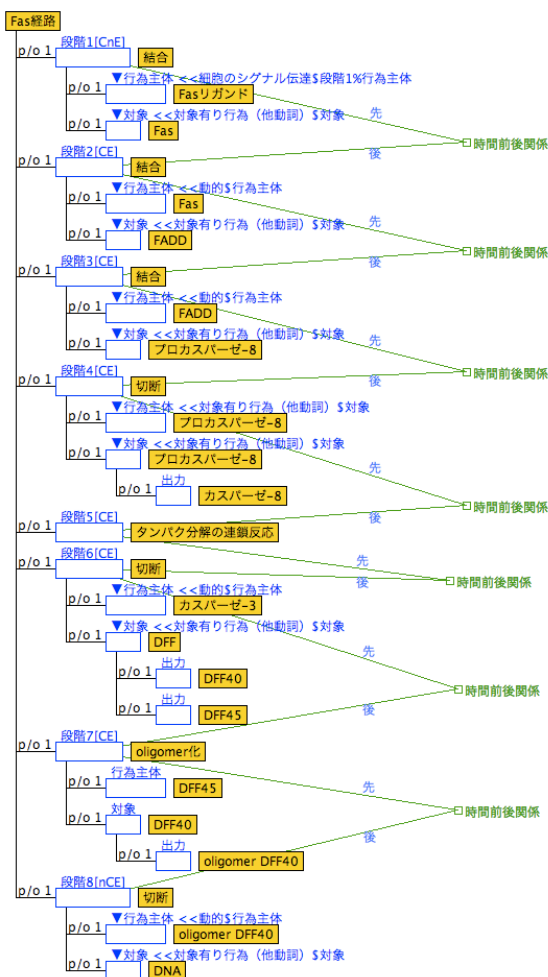 Fas経路
段階1[CnE]
p/o 1 結合
▼行為主体 <<細胞のシグナル伝達$段階1%行為主体
p/o 1 Fasリガンド
▼対象 <<対象有り行為（他動詞）$対象 先
p/o 1 Fas
時間前後関係
段階2[CE] 後
p/o 1 結合
▼行為主体 <<動的$行為主体
p/o 1 Fas
▼対象 <<対象有り行為（他動詞）$対象 先
p/o 1 FADD
時間前後関係
段階3[CE] 後
p/o 1 結合
▼行為主体 <<動的$行為主体
p/o 1 FADD
▼対象 <<対象有り行為（他動詞）$対象 先
p/o 1 プロカスパーゼ-8
時間前後関係
段階4[CE] 後
p/o 1 切断
▼行為主体 <<対象有り行為（他動詞）$対象
p/o 1 プロカスパーゼ-8
▼対象 <<対象有り行為（他動詞）$対象
p/o 1 プロカスパーゼ-8 先
出力
p/o 1 カスパーゼ-8
時間前後関係
段階5[CE] 後
p/o 1 タンパク分解の連鎖反応
段階6[CE] 先
p/o 1 切断 後 時間前後関係
▼行為主体 <<動的$行為主体
p/o 1 カスパーゼ-3
▼対象 <<対象有り行為（他動詞）$対象
p/o 1 DFF 先
出力
p/o 1 DFF40
時間前後関係
出力
p/o 1 DFF45 後
段階7[CE]
p/o 1 oligomer化
行為主体
p/o 1 DFF45 先
対象 時間前後関係
p/o 1 DFF40
出力 後
p/o 1 oligomer DFF40
段階8[nCE]
p/o 1 切断
▼行為主体 <<動的$行為主体
p/o 1 oligomer DFF40
▼対象 <<対象有り行為（他動詞）$対象
p/o 1 DNA